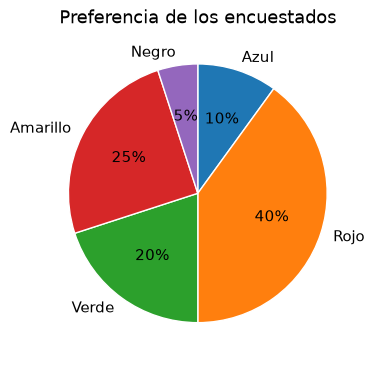 Preferencia de los encuestados
Negro
Azul
5%
10%
Amarillo
25%
40%
Rojo
20%
Verde